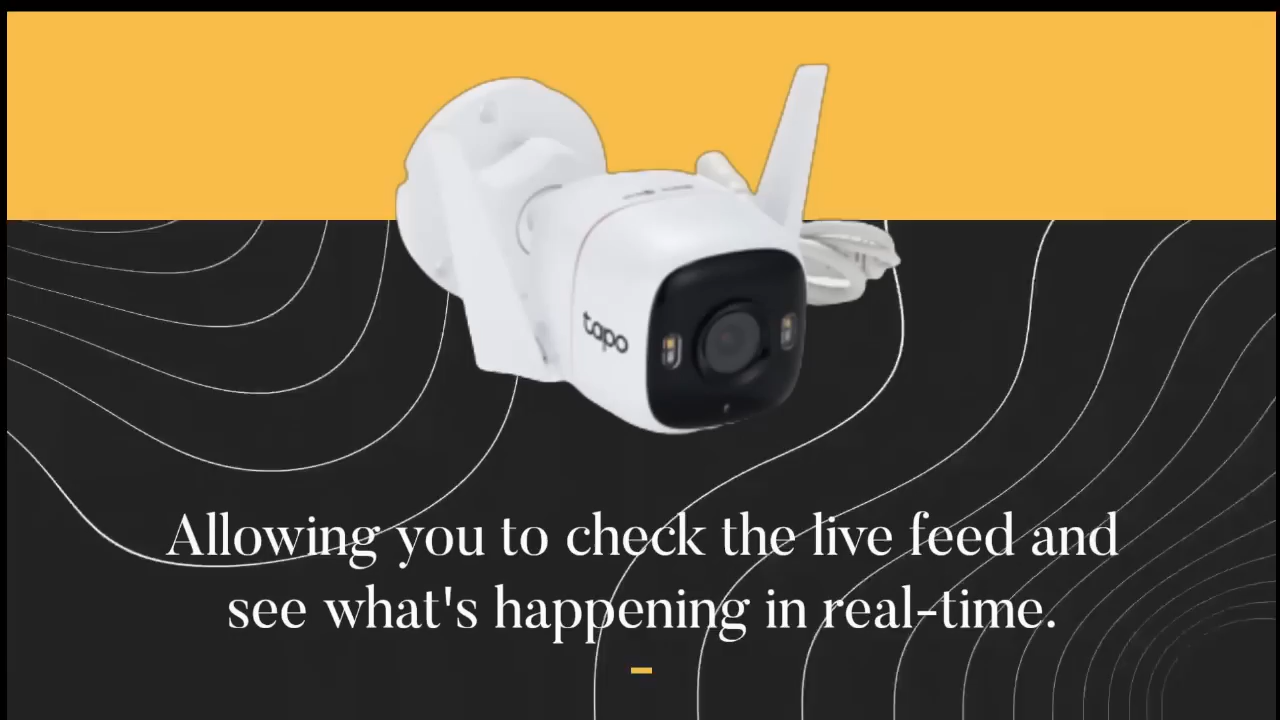 tapo
Allowing you to check the live feed and
see what's happening in real-time.